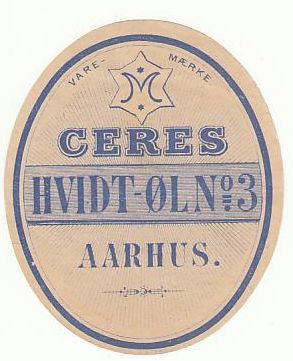 VARE- MÆRKE.
M
CERES
HVIDT-ØL No 3
AARHUS.